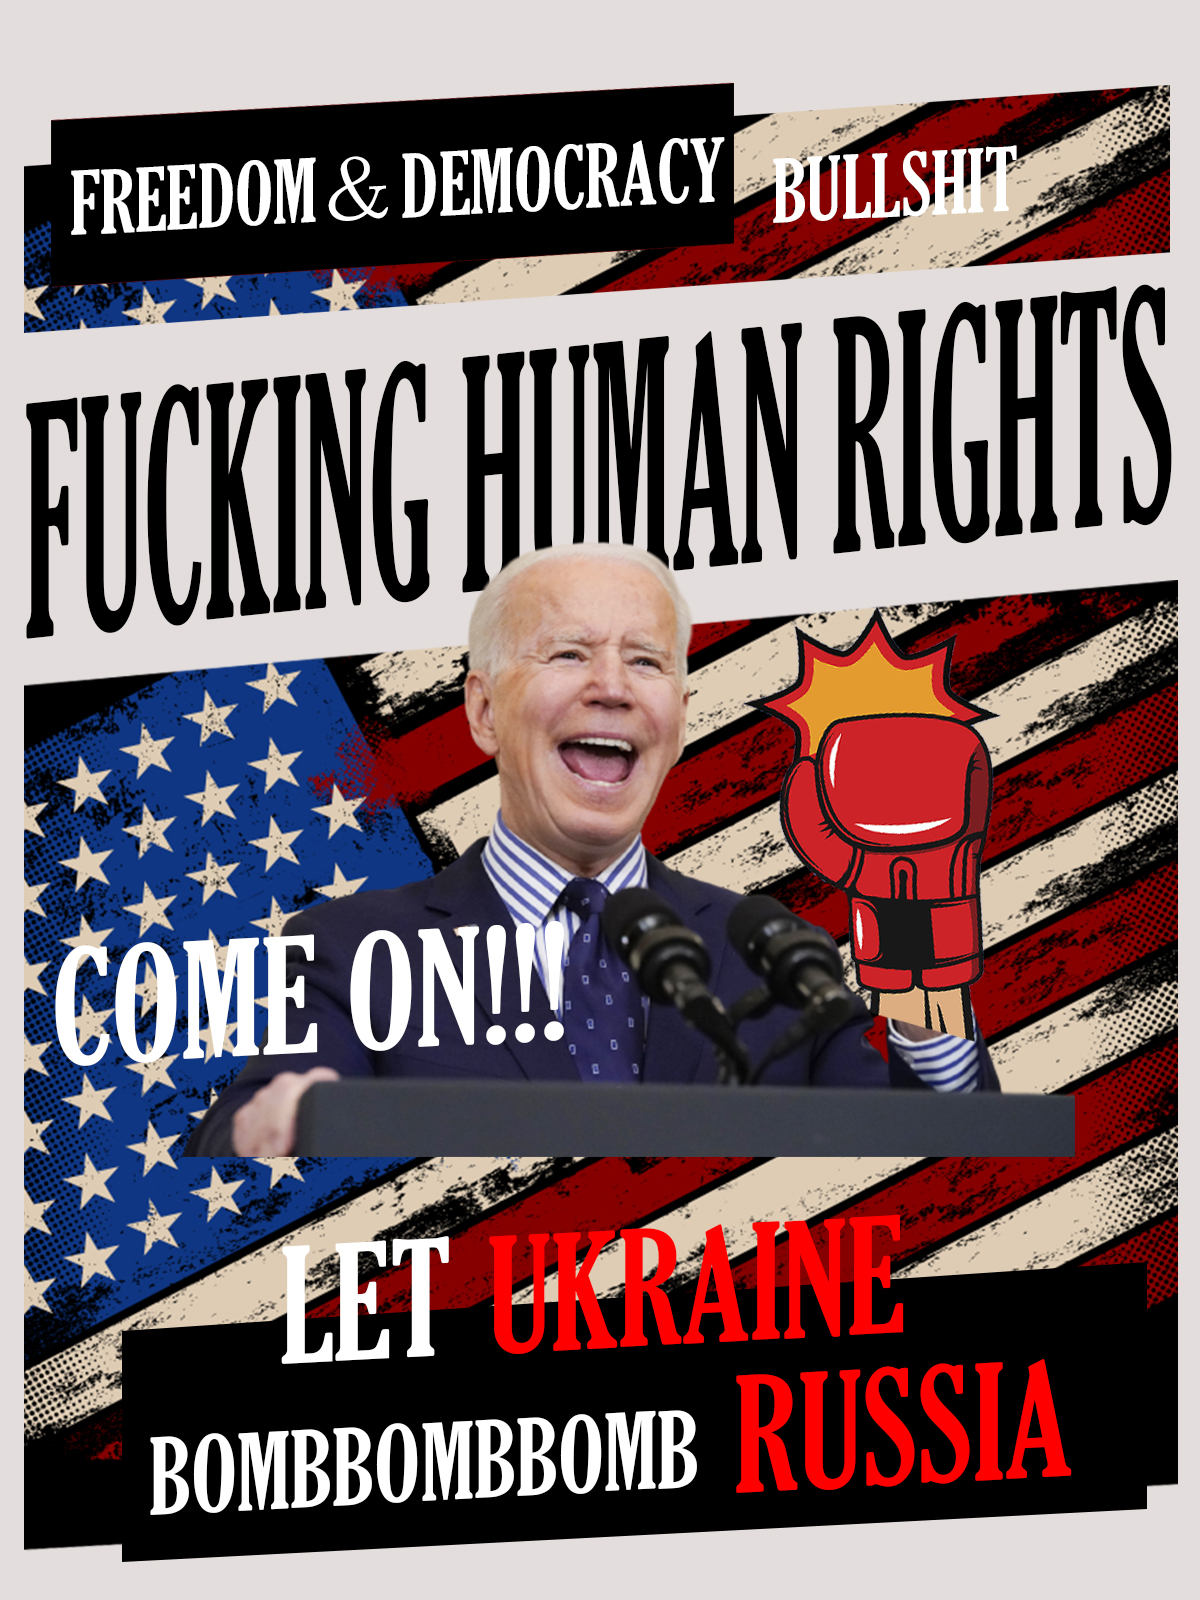 FREEDOM & DEMOCRACY BULLSHIT
FUCKING HUMAN RIGHTS
COME ON!!!
LET UKRAINE
BOMBBOMBBOMB RUSSIA